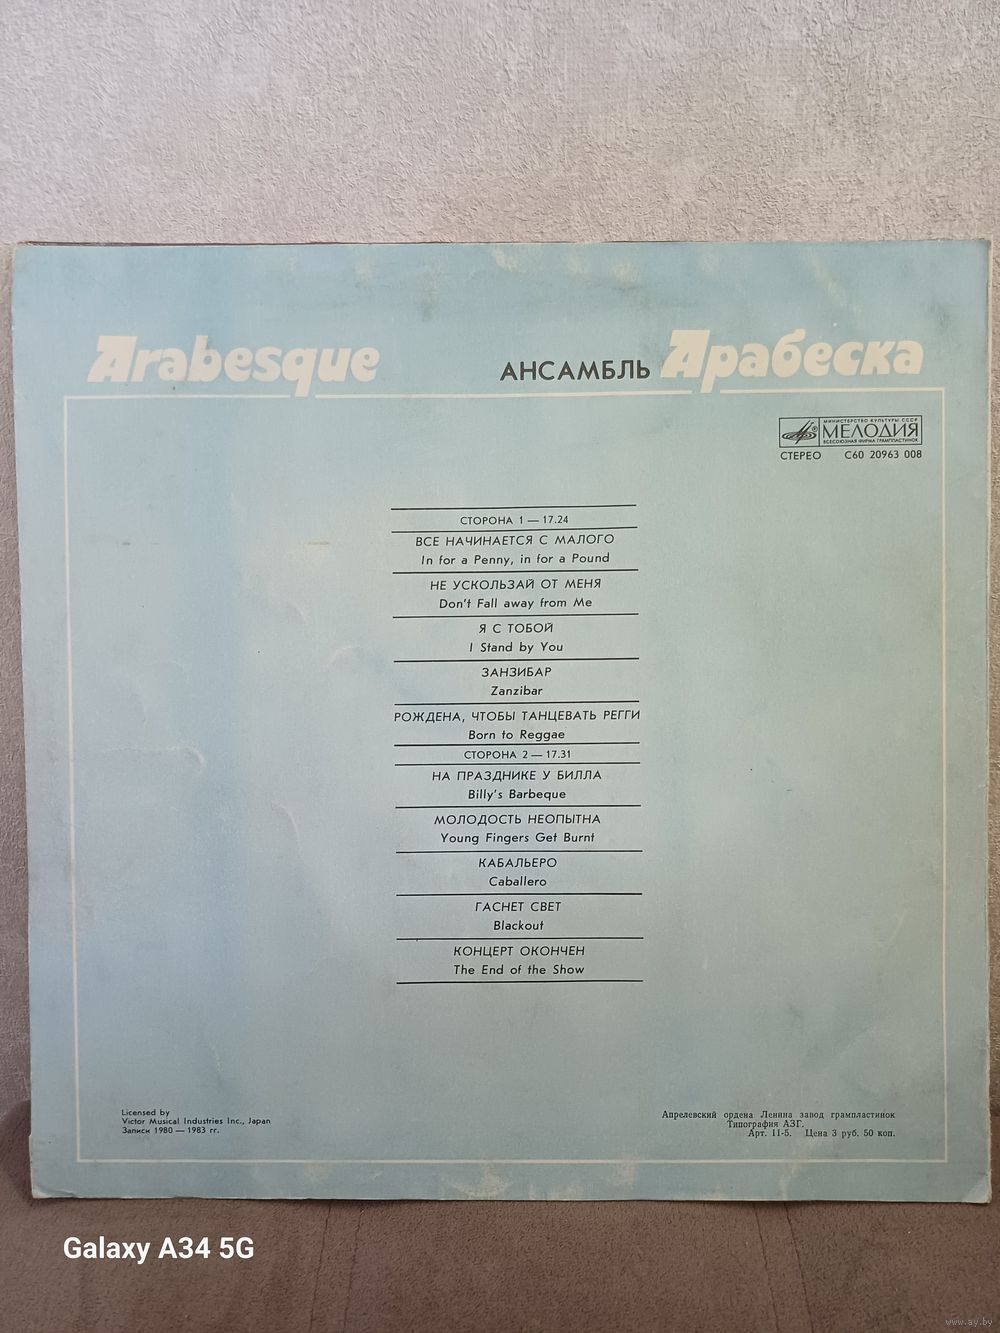 Arabesque
АНСАМБЛЬ Арабеска
МИНИСТЕРСТВО КУЛЬТУРЫ СССР
МЕЛОДИЯ
ВСЕСОЮЗНАЯ ФИРМА ГРАМПЛАСТИНОК
СТЕРЕО С60 20963 008
СТОРОНА 1 — 17.24
ВСЕ НАЧИНАЕТСЯ С МАЛОГО
In for a Penny, in for a Pound
НЕ УСКОЛЬЗАЙ ОТ МЕНЯ
Don't Fall away from Me
Я С ТОБОЙ
I Stand by You
ЗАНЗИБАР
Zanzibar
РОЖДЕНА, ЧТОБЫ ТАНЦЕВАТЬ РЕГГИ
Born to Reggae
СТОРОНА 2 — 17.31
НА ПРАЗДНИКЕ У БИЛЛА
Billy's Barbeque
МОЛОДОСТЬ НЕОПЫТНА
Young Fingers Get Burnt
КАБАЛЬЕРО
Caballero
ГАСНЕТ СВЕТ
Blackout
КОНЦЕРТ ОКОНЧЕН
The End of the Show
Licensed by
Victor Musical Industries Inc., Japan
Записи 1980 — 1983 гг.
Апрелевский ордена Ленина завод грампластинок
Типография АЗГ.
Арт. 11-5. Цена 3 руб. 50 коп.
Galaxy A34 5G
www.ay.by